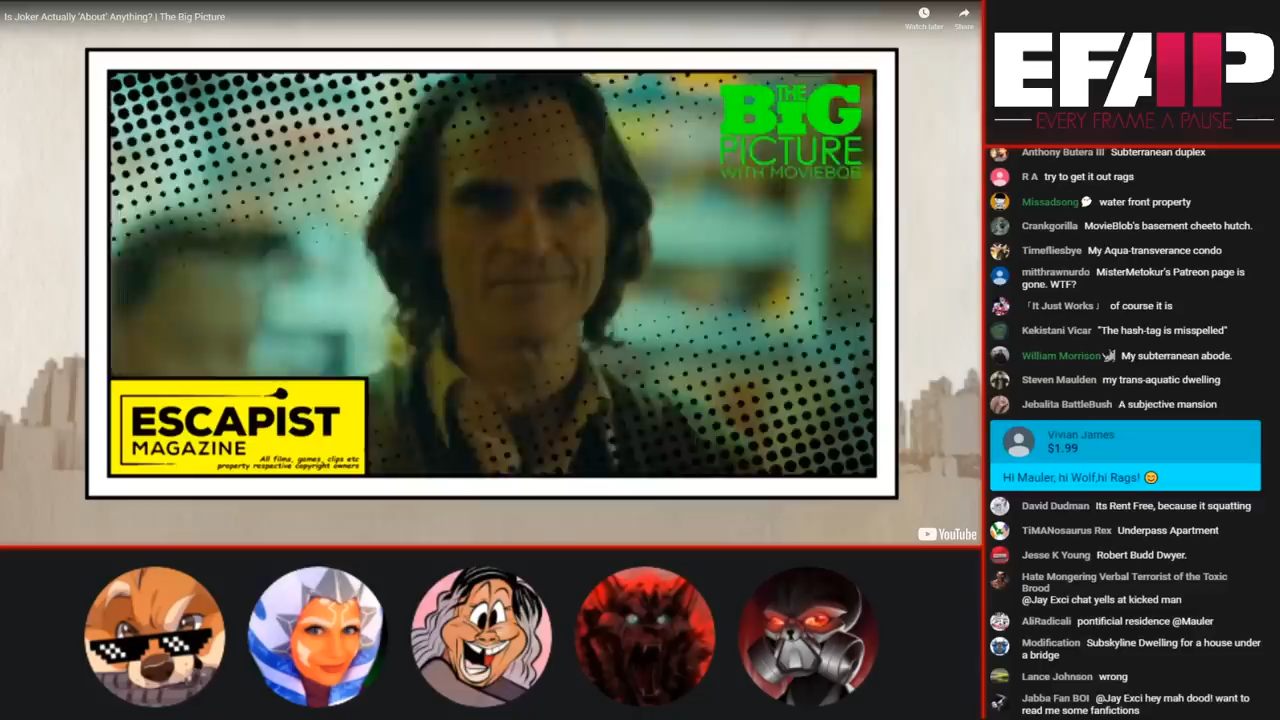 Is Joker Actually 'About' Anything? | The Big Picture
Watch later
Share
THE
BIG
PICTURE
WITH MOVIEBOB
ESCAPIST
MAGAZINE
All films, games, clips etc
property respective copyright owners
YouTube
EFAP
EVERY FRAME A PAUSE
Anthony Butera III Subterranean duplex
R A try to get it out rags
Missadsong water front property
Crankgorilla MovieBlob's basement cheeto hutch.
Timefliesbye My Aqua-transverance condo
mitthrawnurdo MisterMetokur's Patreon page is
gone. WTF?
「It Just Works」 of course it is
Kekistani Vicar "The hash-tag is misspelled"
William Morrison My subterranean abode.
Steven Maulden my trans-aquatic dwelling
Jebalita BattleBush A subjective mansion
Vivian James
$1.99
Hi Mauler, hi Wolf,hi Rags! 😊
David Dudman Its Rent Free, because it squatting
TiMANosaurus Rex Underpass Apartment
Jesse K Young Robert Budd Dwyer.
Hate Mongering Verbal Terrorist of the Toxic
Brood
@Jay Exci chat yells at kicked man
AliRadicali pontificial residence @Mauler
Modification Subskyline Dwelling for a house under
a bridge
Lance Johnson wrong
Jabba Fan BOI @Jay Exci hey mah dood! want to
read me some fanfictions